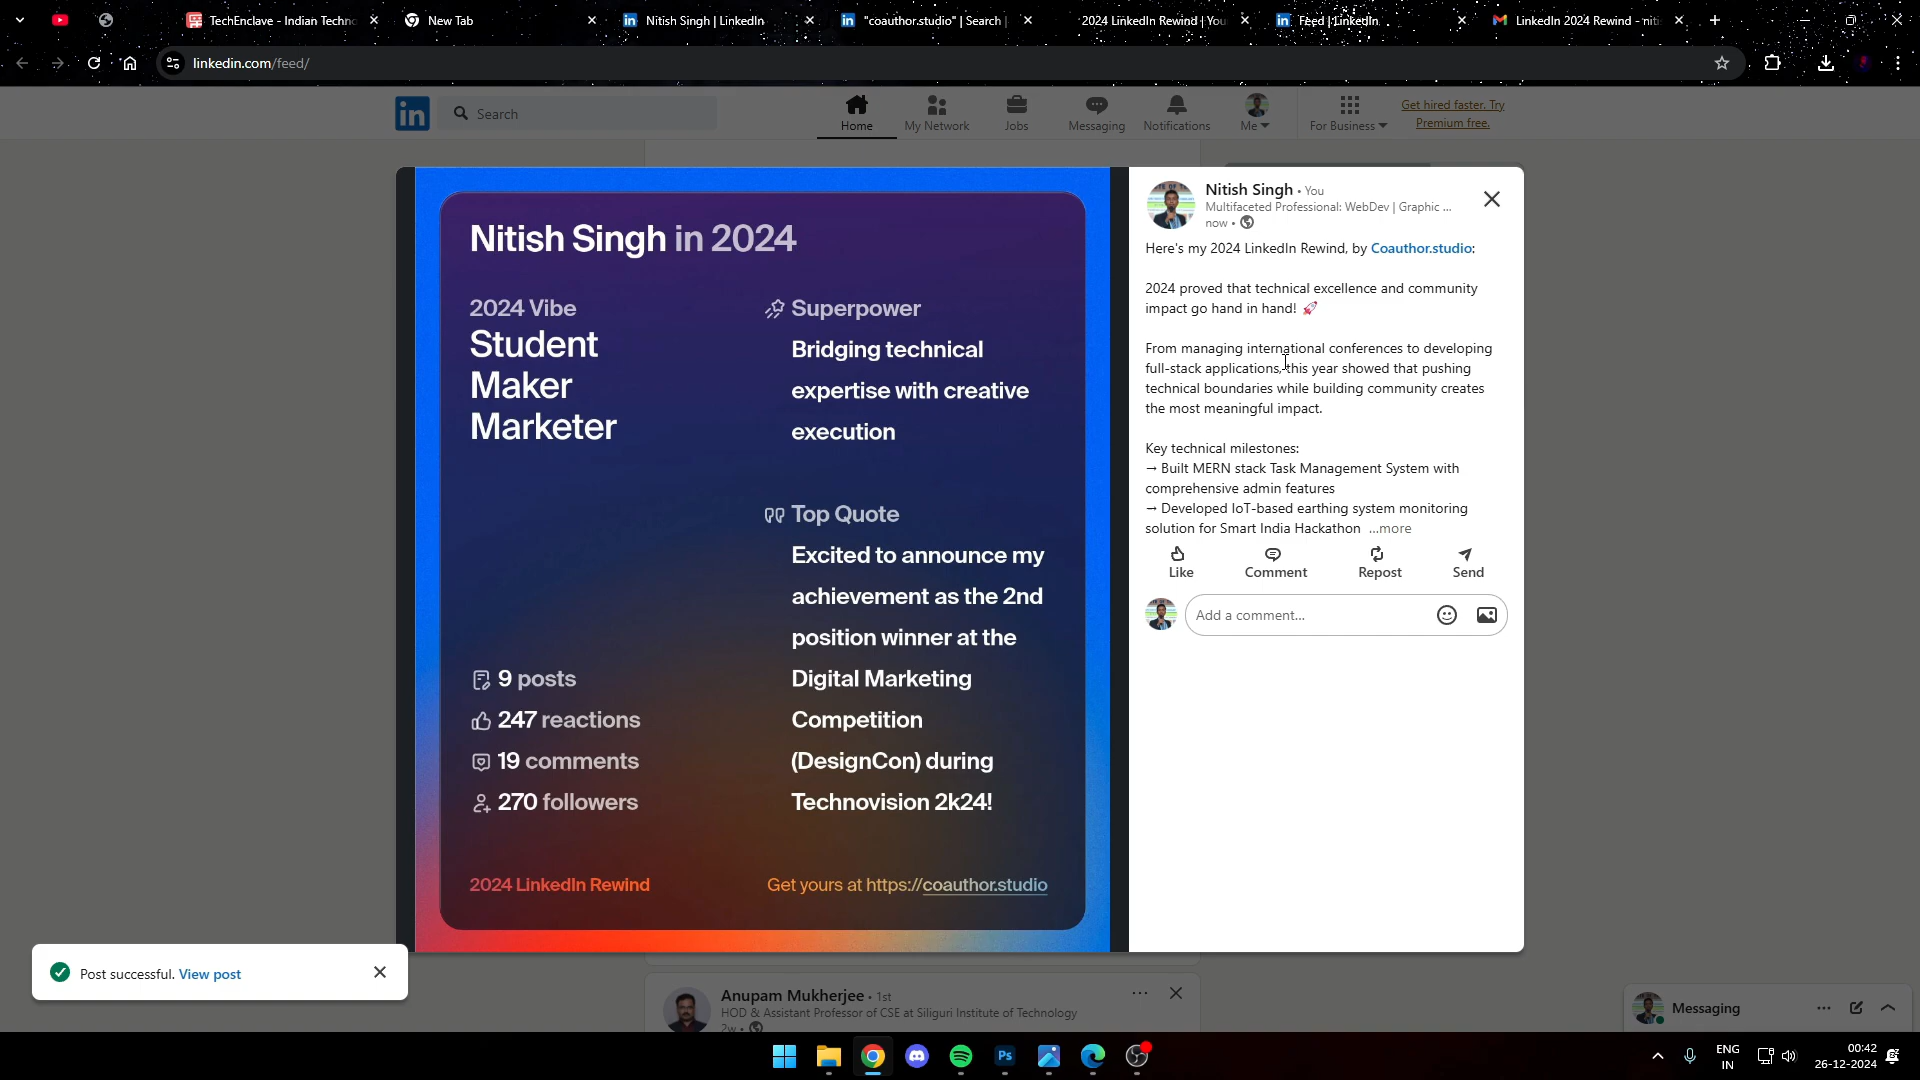 TechEnclave - Indian Techno
New Tab
Nitish Singh | LinkedIn
"coauthor.studio" | Search |
2024 LinkedIn Rewind | You
Feed | LinkedIn
LinkedIn 2024 Rewind - niti
linkedin.com/feed/
in
Search
Home
My Network
Jobs
Messaging
Notifications
Me
For Business
Get hired faster. Try
Premium free.
Nitish Singh in 2024
2024 Vibe
Student
Maker
Marketer
Superpower
Bridging technical
expertise with creative
execution
Top Quote
Excited to announce my
achievement as the 2nd
position winner at the
Digital Marketing
Competition
(DesignCon) during
Technovision 2k24!
9 posts
247 reactions
19 comments
270 followers
2024 LinkedIn Rewind
Get yours at https://coauthor.studio
Nitish Singh • You
Multifaceted Professional: WebDev | Graphic ...
now •
Here's my 2024 LinkedIn Rewind, by Coauthor.studio:
2024 proved that technical excellence and community
impact go hand in hand! 🚀
From managing international conferences to developing
full-stack applications, this year showed that pushing
technical boundaries while building community creates
the most meaningful impact.
Key technical milestones:
→ Built MERN stack Task Management System with
comprehensive admin features
→ Developed IoT-based earthing system monitoring
solution for Smart India Hackathon ...more
Like
Comment
Repost
Send
Add a comment...
Post successful. View post
Anupam Mukherjee • 1st
HOD & Assistant Professor of CSE at Siliguri Institute of Technology
2w •
Messaging
Ps
ENG
IN
00:42
26-12-2024